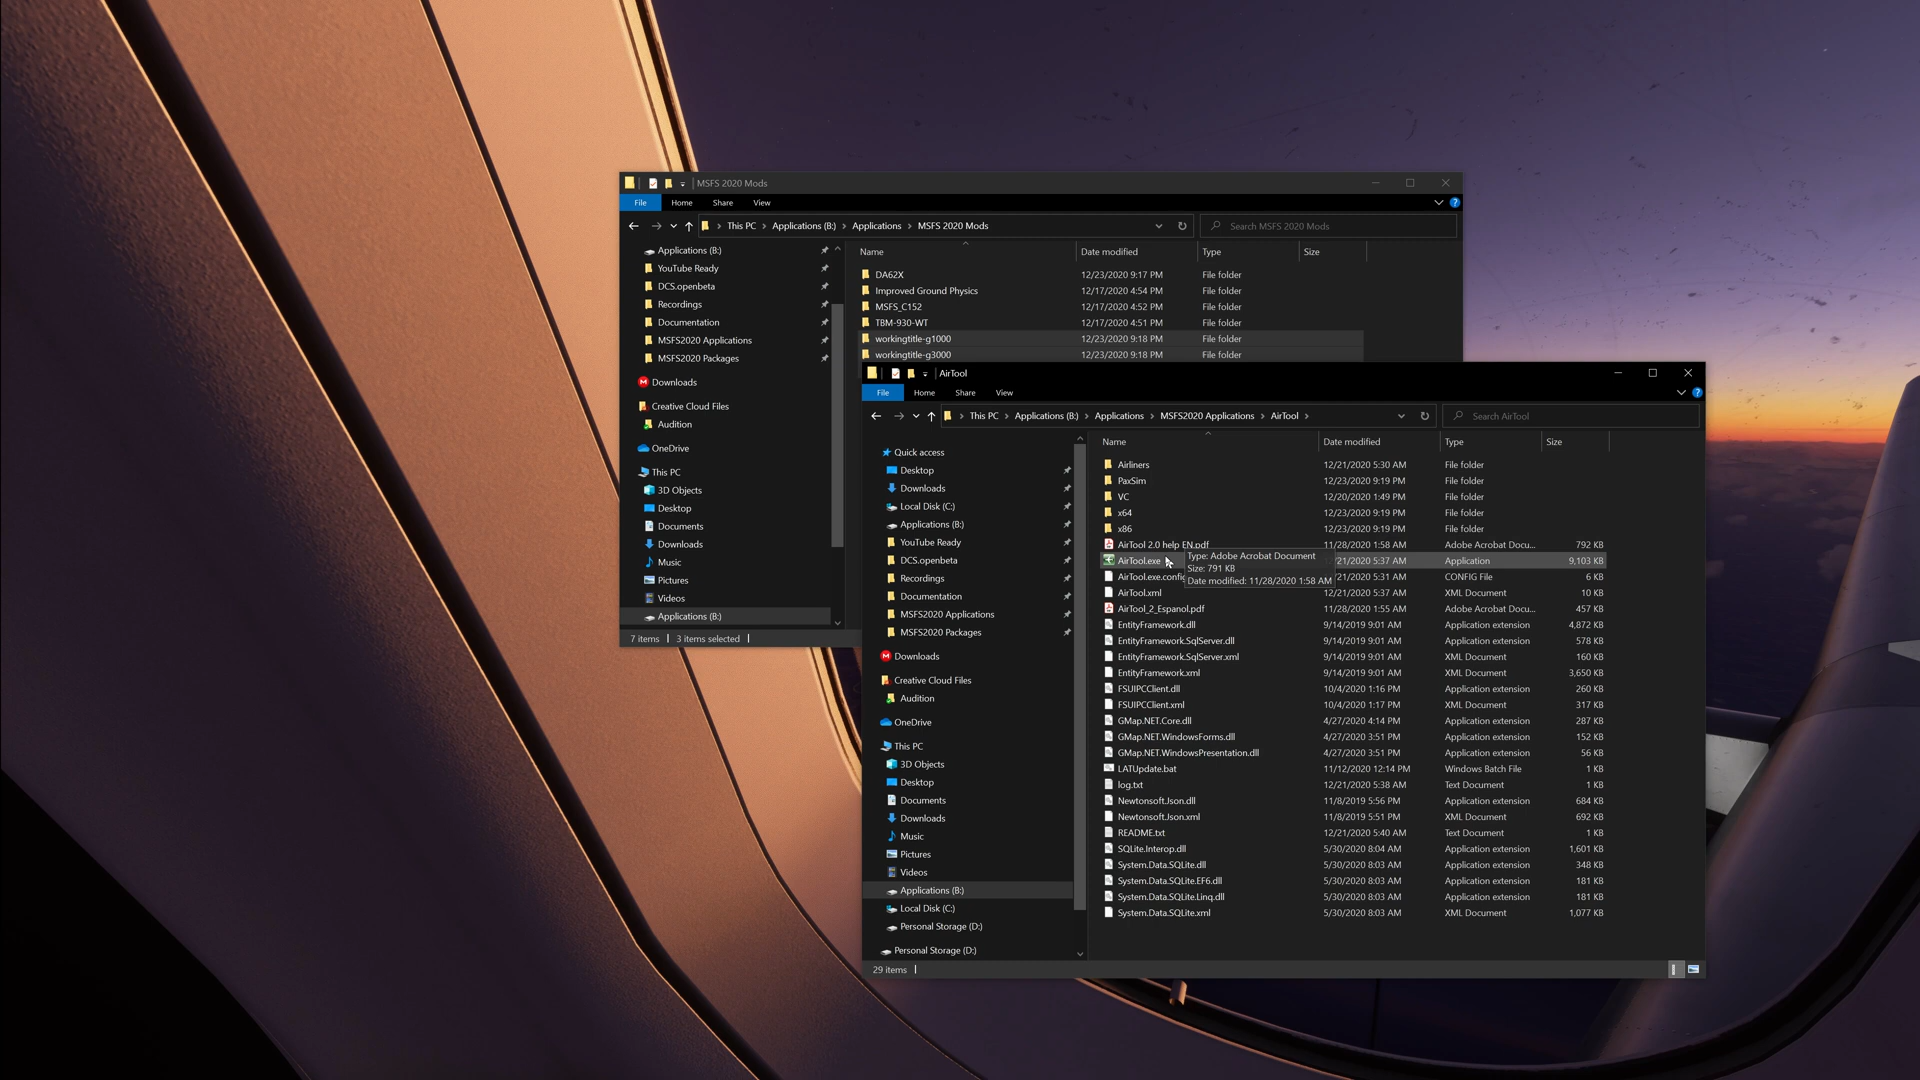 MSFS 2020 Mods
File Home Share View
This PC > Applications (B:) > Applications > MSFS 2020 Mods
Search MSFS 2020 Mods
Name Date modified Type Size
Applications (B:)
YouTube Ready
DCS.openbeta
Recordings
Documentation
MSFS2020 Applications
MSFS2020 Packages
Downloads
Creative Cloud Files
Audition
OneDrive
This PC
3D Objects
Desktop
Documents
Downloads
Music
Pictures
Videos
Applications (B:)
DA62X 12/23/2020 9:17 PM File folder
Improved Ground Physics 12/17/2020 4:54 PM File folder
MSFS_C152 12/17/2020 4:52 PM File folder
TBM-930-WT 12/17/2020 4:51 PM File folder
workingtitle-g1000 12/23/2020 9:18 PM File folder
workingtitle-g3000 12/23/2020 9:18 PM File folder
7 items 3 items selected
AirTool
File Home Share View
This PC > Applications (B:) > Applications > MSFS2020 Applications > AirTool >
Search AirTool
Name Date modified Type Size
Quick access
Desktop
Downloads
Local Disk (C:)
Applications (B:)
YouTube Ready
DCS.openbeta
Recordings
Documentation
MSFS2020 Applications
MSFS2020 Packages
Downloads
Creative Cloud Files
Audition
OneDrive
This PC
3D Objects
Desktop
Documents
Downloads
Music
Pictures
Videos
Applications (B:)
Local Disk (C:)
Personal Storage (D:)
Personal Storage (D:)
Airliners 12/21/2020 5:30 AM File folder
PaxSim 12/23/2020 9:19 PM File folder
VC 12/20/2020 1:49 PM File folder
x64 12/23/2020 9:19 PM File folder
x86 12/23/2020 9:19 PM File folder
AirTool 2.0 help EN.pdf 11/28/2020 1:58 AM Adobe Acrobat Docu... 792 KB
AirTool.exe /21/2020 5:37 AM Application 9,103 KB
AirTool.exe.config /21/2020 5:31 AM CONFIG File 6 KB
Type: Adobe Acrobat Document
Size: 791 KB
Date modified: 11/28/2020 1:58 AM
AirTool.xml 12/21/2020 5:37 AM XML Document 10 KB
AirTool_2_Espanol.pdf 11/28/2020 1:55 AM Adobe Acrobat Docu... 457 KB
EntityFramework.dll 9/14/2019 9:01 AM Application extension 4,872 KB
EntityFramework.SqlServer.dll 9/14/2019 9:01 AM Application extension 578 KB
EntityFramework.SqlServer.xml 9/14/2019 9:01 AM XML Document 160 KB
EntityFramework.xml 9/14/2019 9:01 AM XML Document 3,650 KB
FSUIPCClient.dll 10/4/2020 1:16 PM Application extension 260 KB
FSUIPCClient.xml 10/4/2020 1:17 PM XML Document 317 KB
GMap.NET.Core.dll 4/27/2020 4:14 PM Application extension 287 KB
GMap.NET.WindowsForms.dll 4/27/2020 3:51 PM Application extension 152 KB
GMap.NET.WindowsPresentation.dll 4/27/2020 3:51 PM Application extension 56 KB
LATUpdate.bat 11/12/2020 12:14 PM Windows Batch File 1 KB
log.txt 12/21/2020 5:38 AM Text Document 1 KB
Newtonsoft.Json.dll 11/8/2019 5:56 PM Application extension 684 KB
Newtonsoft.Json.xml 11/8/2019 5:51 PM XML Document 692 KB
README.txt 12/21/2020 5:40 AM Text Document 1 KB
SQLite.Interop.dll 5/30/2020 8:04 AM Application extension 1,601 KB
System.Data.SQLite.dll 5/30/2020 8:03 AM Application extension 348 KB
System.Data.SQLite.EF6.dll 5/30/2020 8:03 AM Application extension 181 KB
System.Data.SQLite.Linq.dll 5/30/2020 8:03 AM Application extension 181 KB
System.Data.SQLite.xml 5/30/2020 8:03 AM XML Document 1,077 KB
29 items